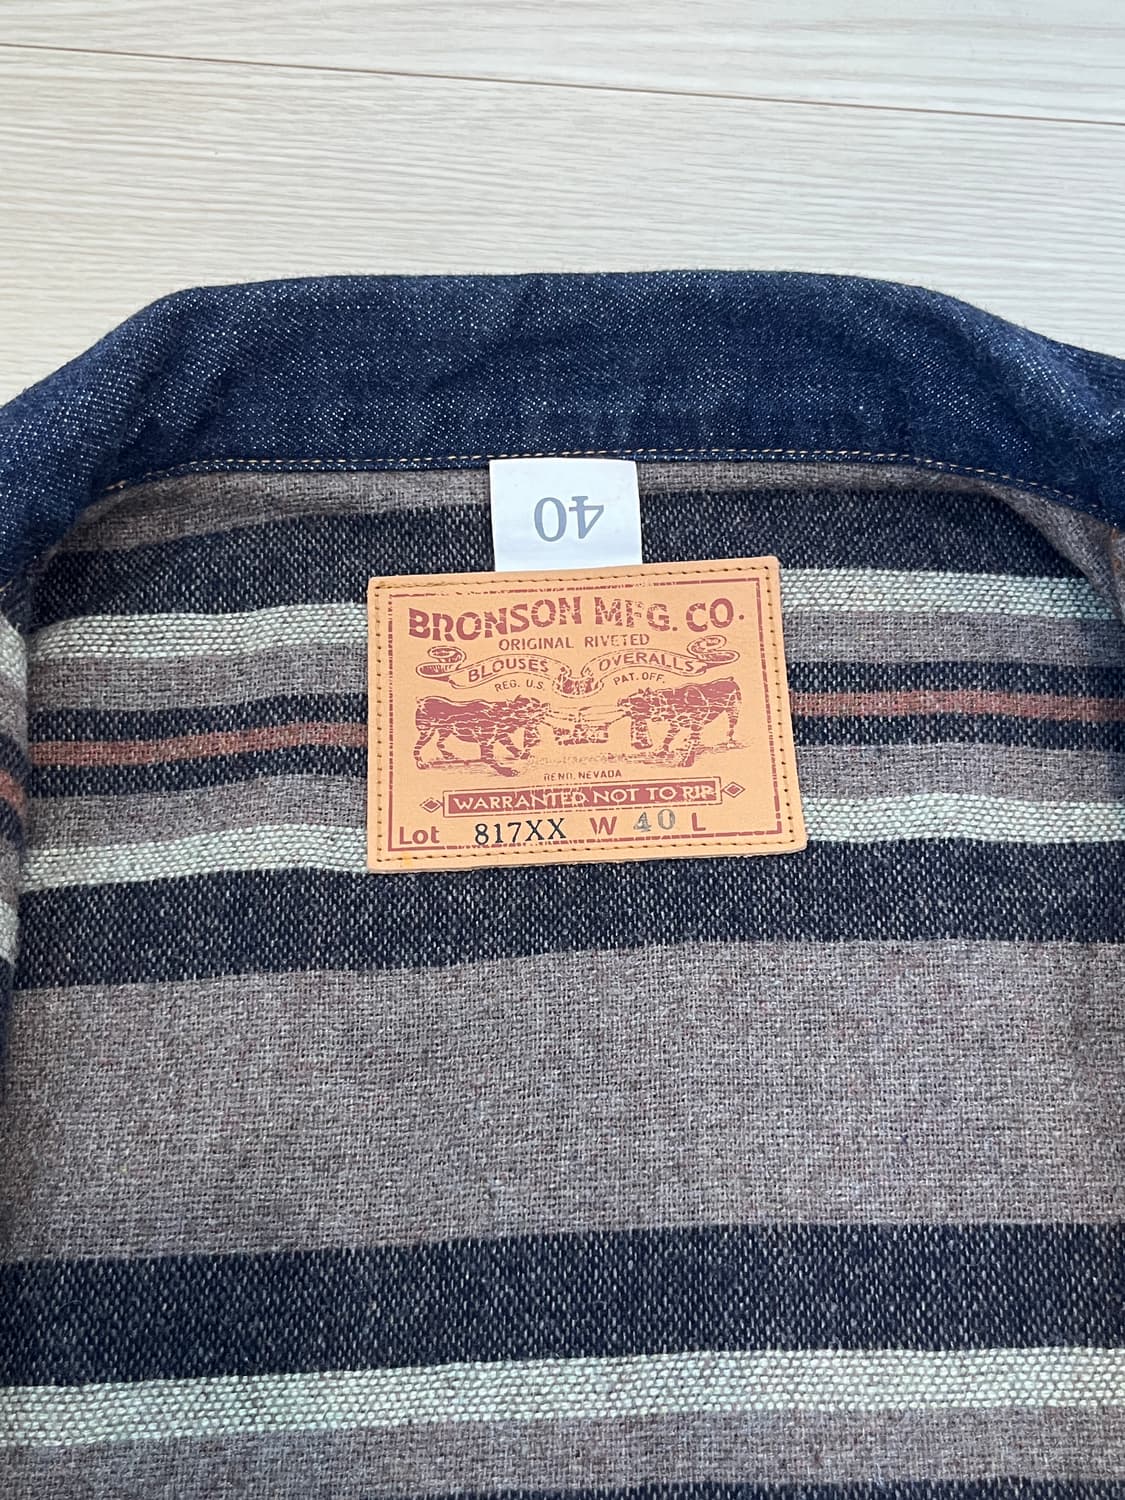 40
BRONSON MFG. CO.
ORIGINAL RIVETED
BLOUSES OVERALLS
REG. U.S. PAT. OFF.
RENO, NEVADA
WARRANTED NOT TO RIP
Lot 817XX W 40 L